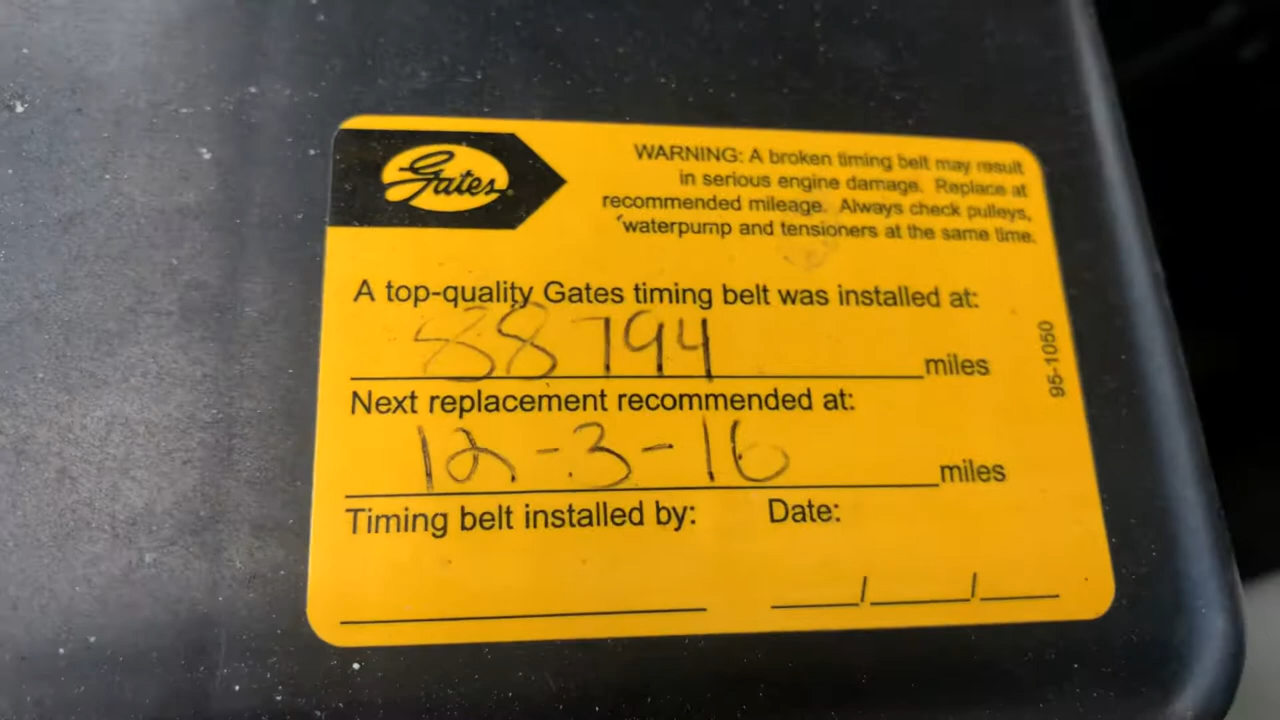 Gates
WARNING: A broken timing belt may result
in serious engine damage. Replace at
recommended mileage. Always check pulleys,
waterpump and tensioners at the same time.
A top-quality Gates timing belt was installed at:
88794
miles
Next replacement recommended at:
12-3-16
miles
Timing belt installed by: Date:
/ /
95-1050